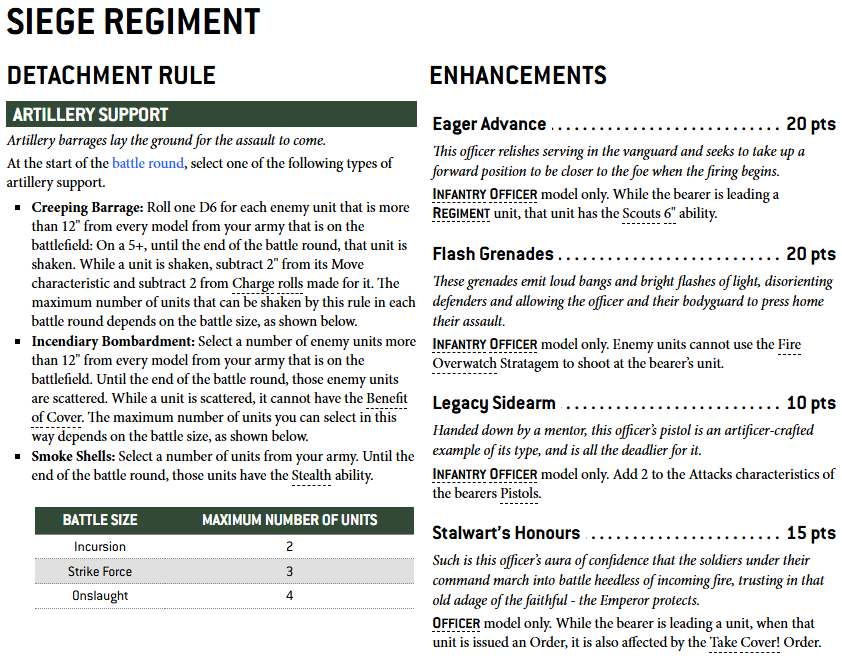 SIEGE REGIMENT
DETACHMENT RULE
ARTILLERY SUPPORT
Artillery barrages lay the ground for the assault to come.
At the start of the battle round, select one of the following types of
artillery support.
▪ Creeping Barrage: Roll one D6 for each enemy unit that is more
than 12" from every model from your army that is on the
battlefield: On a 5+, until the end of the battle round, that unit is
shaken. While a unit is shaken, subtract 2" from its Move
characteristic and subtract 2 from Charge rolls made for it. The
maximum number of units that can be shaken by this rule in each
battle round depends on the battle size, as shown below.
▪ Incendiary Bombardment: Select a number of enemy units more
than 12" from every model from your army that is on the
battlefield. Until the end of the battle round, those enemy units
are scattered. While a unit is scattered, it cannot have the Benefit
of Cover. The maximum number of units you can select in this
way depends on the battle size, as shown below.
▪ Smoke Shells: Select a number of units from your army. Until the
end of the battle round, those units have the Stealth ability.
BATTLE SIZE MAXIMUM NUMBER OF UNITS
Incursion 2
Strike Force 3
Onslaught 4
ENHANCEMENTS
Eager Advance . . . . . . . . . . . . . . . . . . . . . . . . . . . 20 pts
This officer relishes serving in the vanguard and seeks to take up a
forward position to be closer to the foe when the firing begins.
INFANTRY OFFICER model only. While the bearer is leading a
REGIMENT unit, that unit has the Scouts 6" ability.
Flash Grenades . . . . . . . . . . . . . . . . . . . . . . . . . . 20 pts
These grenades emit loud bangs and bright flashes of light, disorienting
defenders and allowing the officer and their bodyguard to press home
their assault.
INFANTRY OFFICER model only. Enemy units cannot use the Fire
Overwatch Stratagem to shoot at the bearer's unit.
Legacy Sidearm . . . . . . . . . . . . . . . . . . . . . . . . . . 10 pts
Handed down by a mentor, this officer's pistol is an artificer-crafted
example of its type, and is all the deadlier for it.
INFANTRY OFFICER model only. Add 2 to the Attacks characteristics of
the bearers Pistols.
Stalwart's Honours . . . . . . . . . . . . . . . . . . . . . . . 15 pts
Such is this officer's aura of confidence that the soldiers under their
command march into battle heedless of incoming fire, trusting in that
old adage of the faithful - the Emperor protects.
OFFICER model only. While the bearer is leading a unit, when that
unit is issued an Order, it is also affected by the Take Cover! Order.